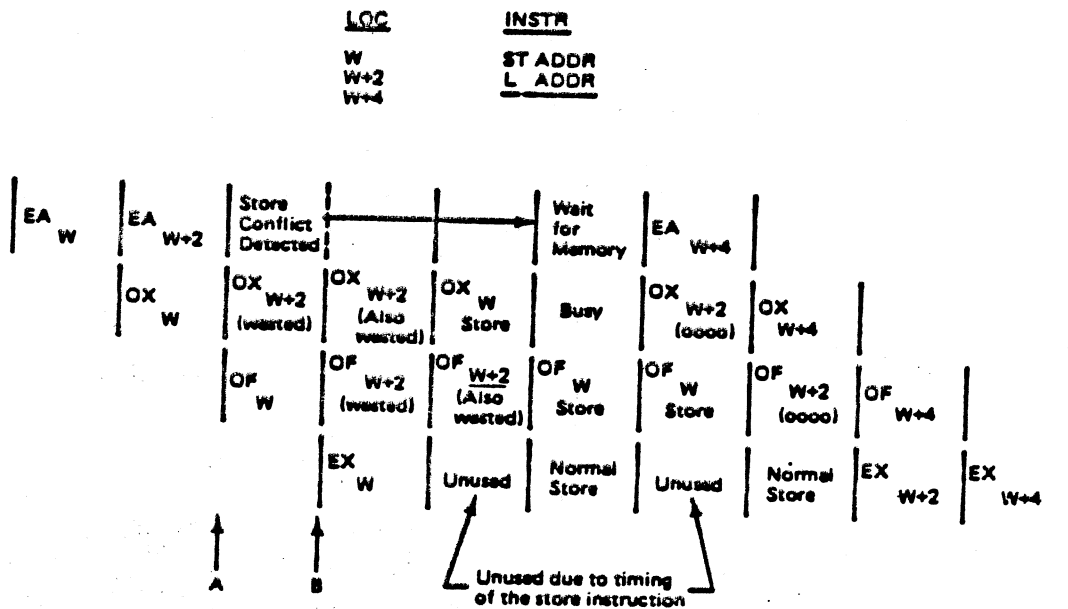 LOC INSTR
W ST ADDR
W+2 L ADDR
W+4
EA W
EA W+2
Store
Conflict
Detected
Wait
for
Memory
EA W+4
OX W
OX W+2
(wasted)
OX W+2
(Also
wasted)
OX W
Store
Busy
OX W+2
(oooo)
OX W+4
OF W
OF W+2
(wasted)
OF W+2
(Also
wasted)
OF W
Store
OF W
Store
OF W+2
(oooo)
OF W+4
EX W
Unused
Normal
Store
Unused
Normal
Store
EX W+2
EX W+4
A
B
Unused due to timing
of the store instruction